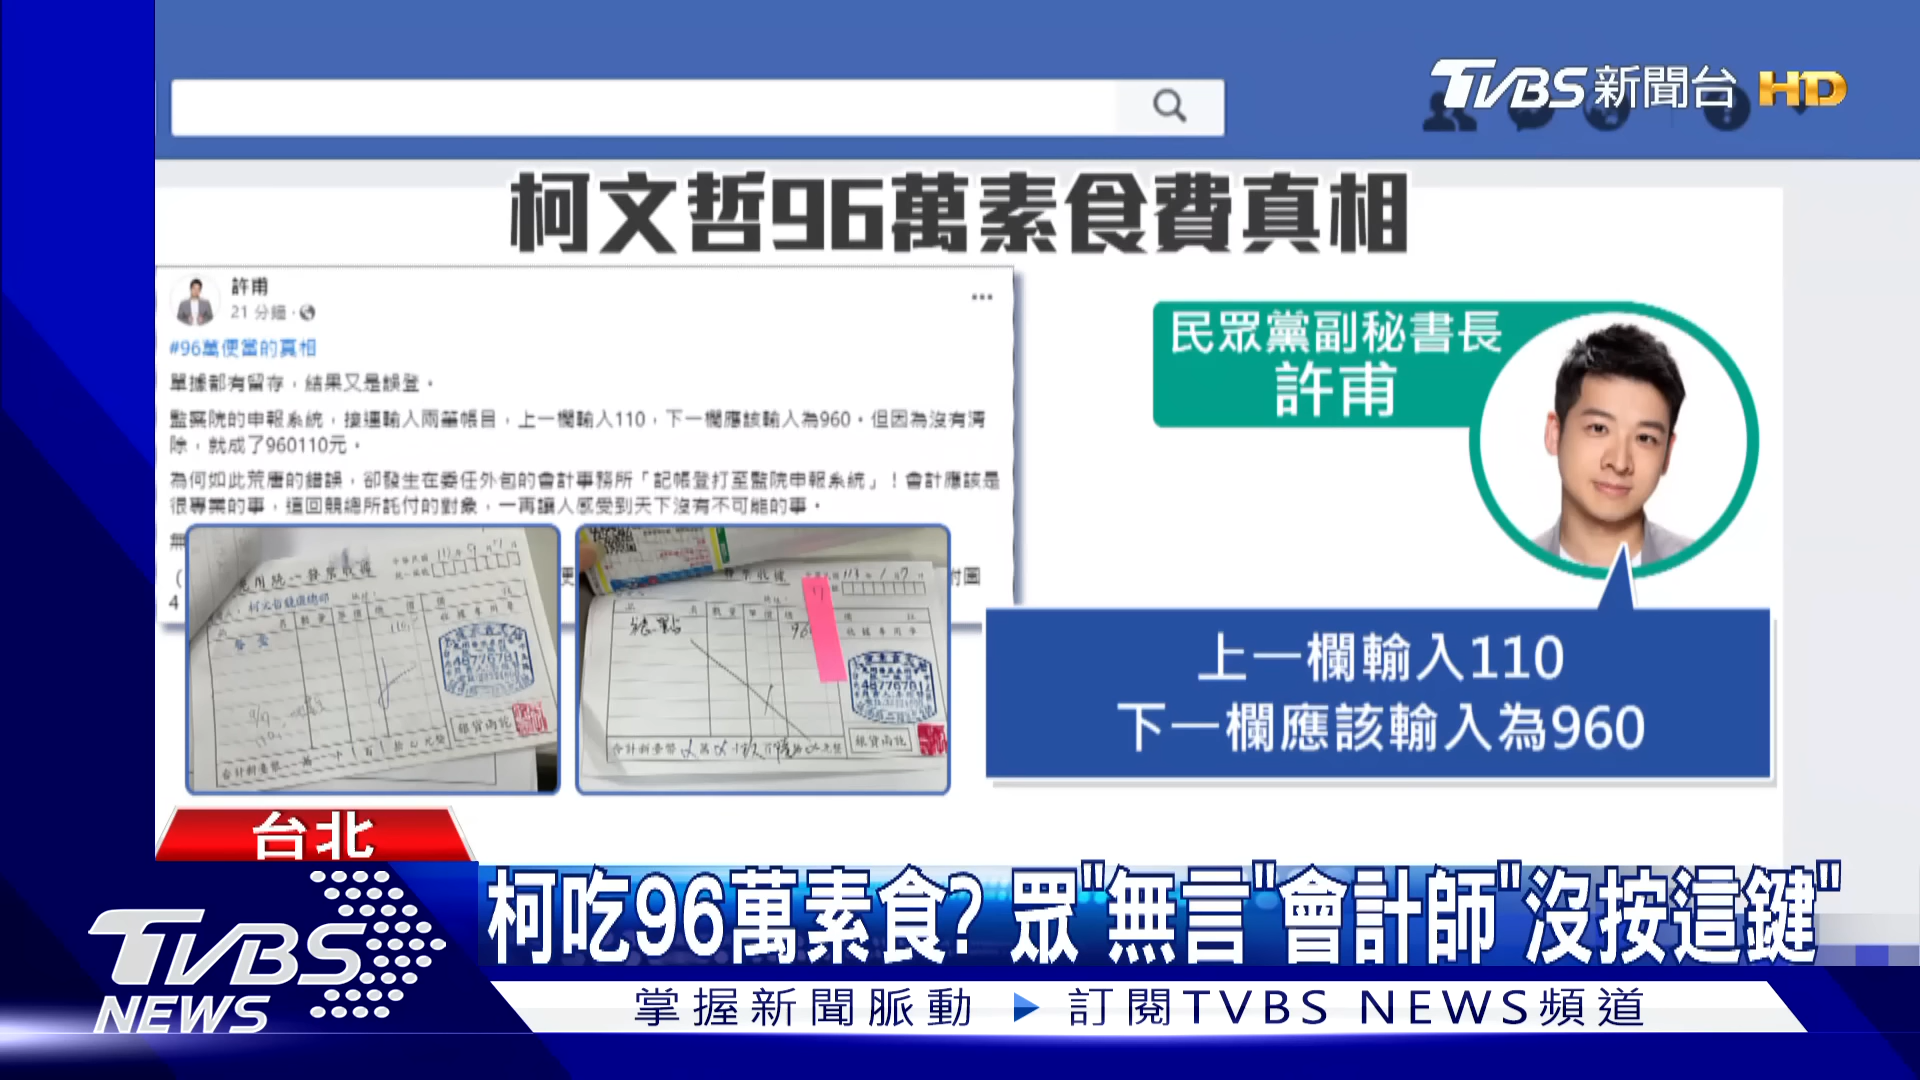 TVBS新聞台 HD
柯文哲96萬素食費真相
許甫
21 分鐘
#96萬便當的真相
單據都有留存，結果又是誤登。
監察院的申報系統，接連輸入兩筆帳目，上一欄輸入110，下一欄應該輸入為960。但因為沒有清
除，就成了960110元。
為何如此荒唐的錯誤，卻發生在委任外包的會計事務所「記帳登打至監院申報系統」！會計應該是
很專業的事，這回競總所託付的對象，一再讓人感受到天下沒有不可能的事。
民眾黨副秘書長
許甫
48776781
48776781
銀貨兩訖
銀貨兩訖
上一欄輸入110
下一欄應該輸入為960
台北
柯吃96萬素食? 眾"無言"會計師"沒按這鍵"
TVBS
NEWS
掌握新聞脈動 ▶ 訂閱TVBS NEWS頻道